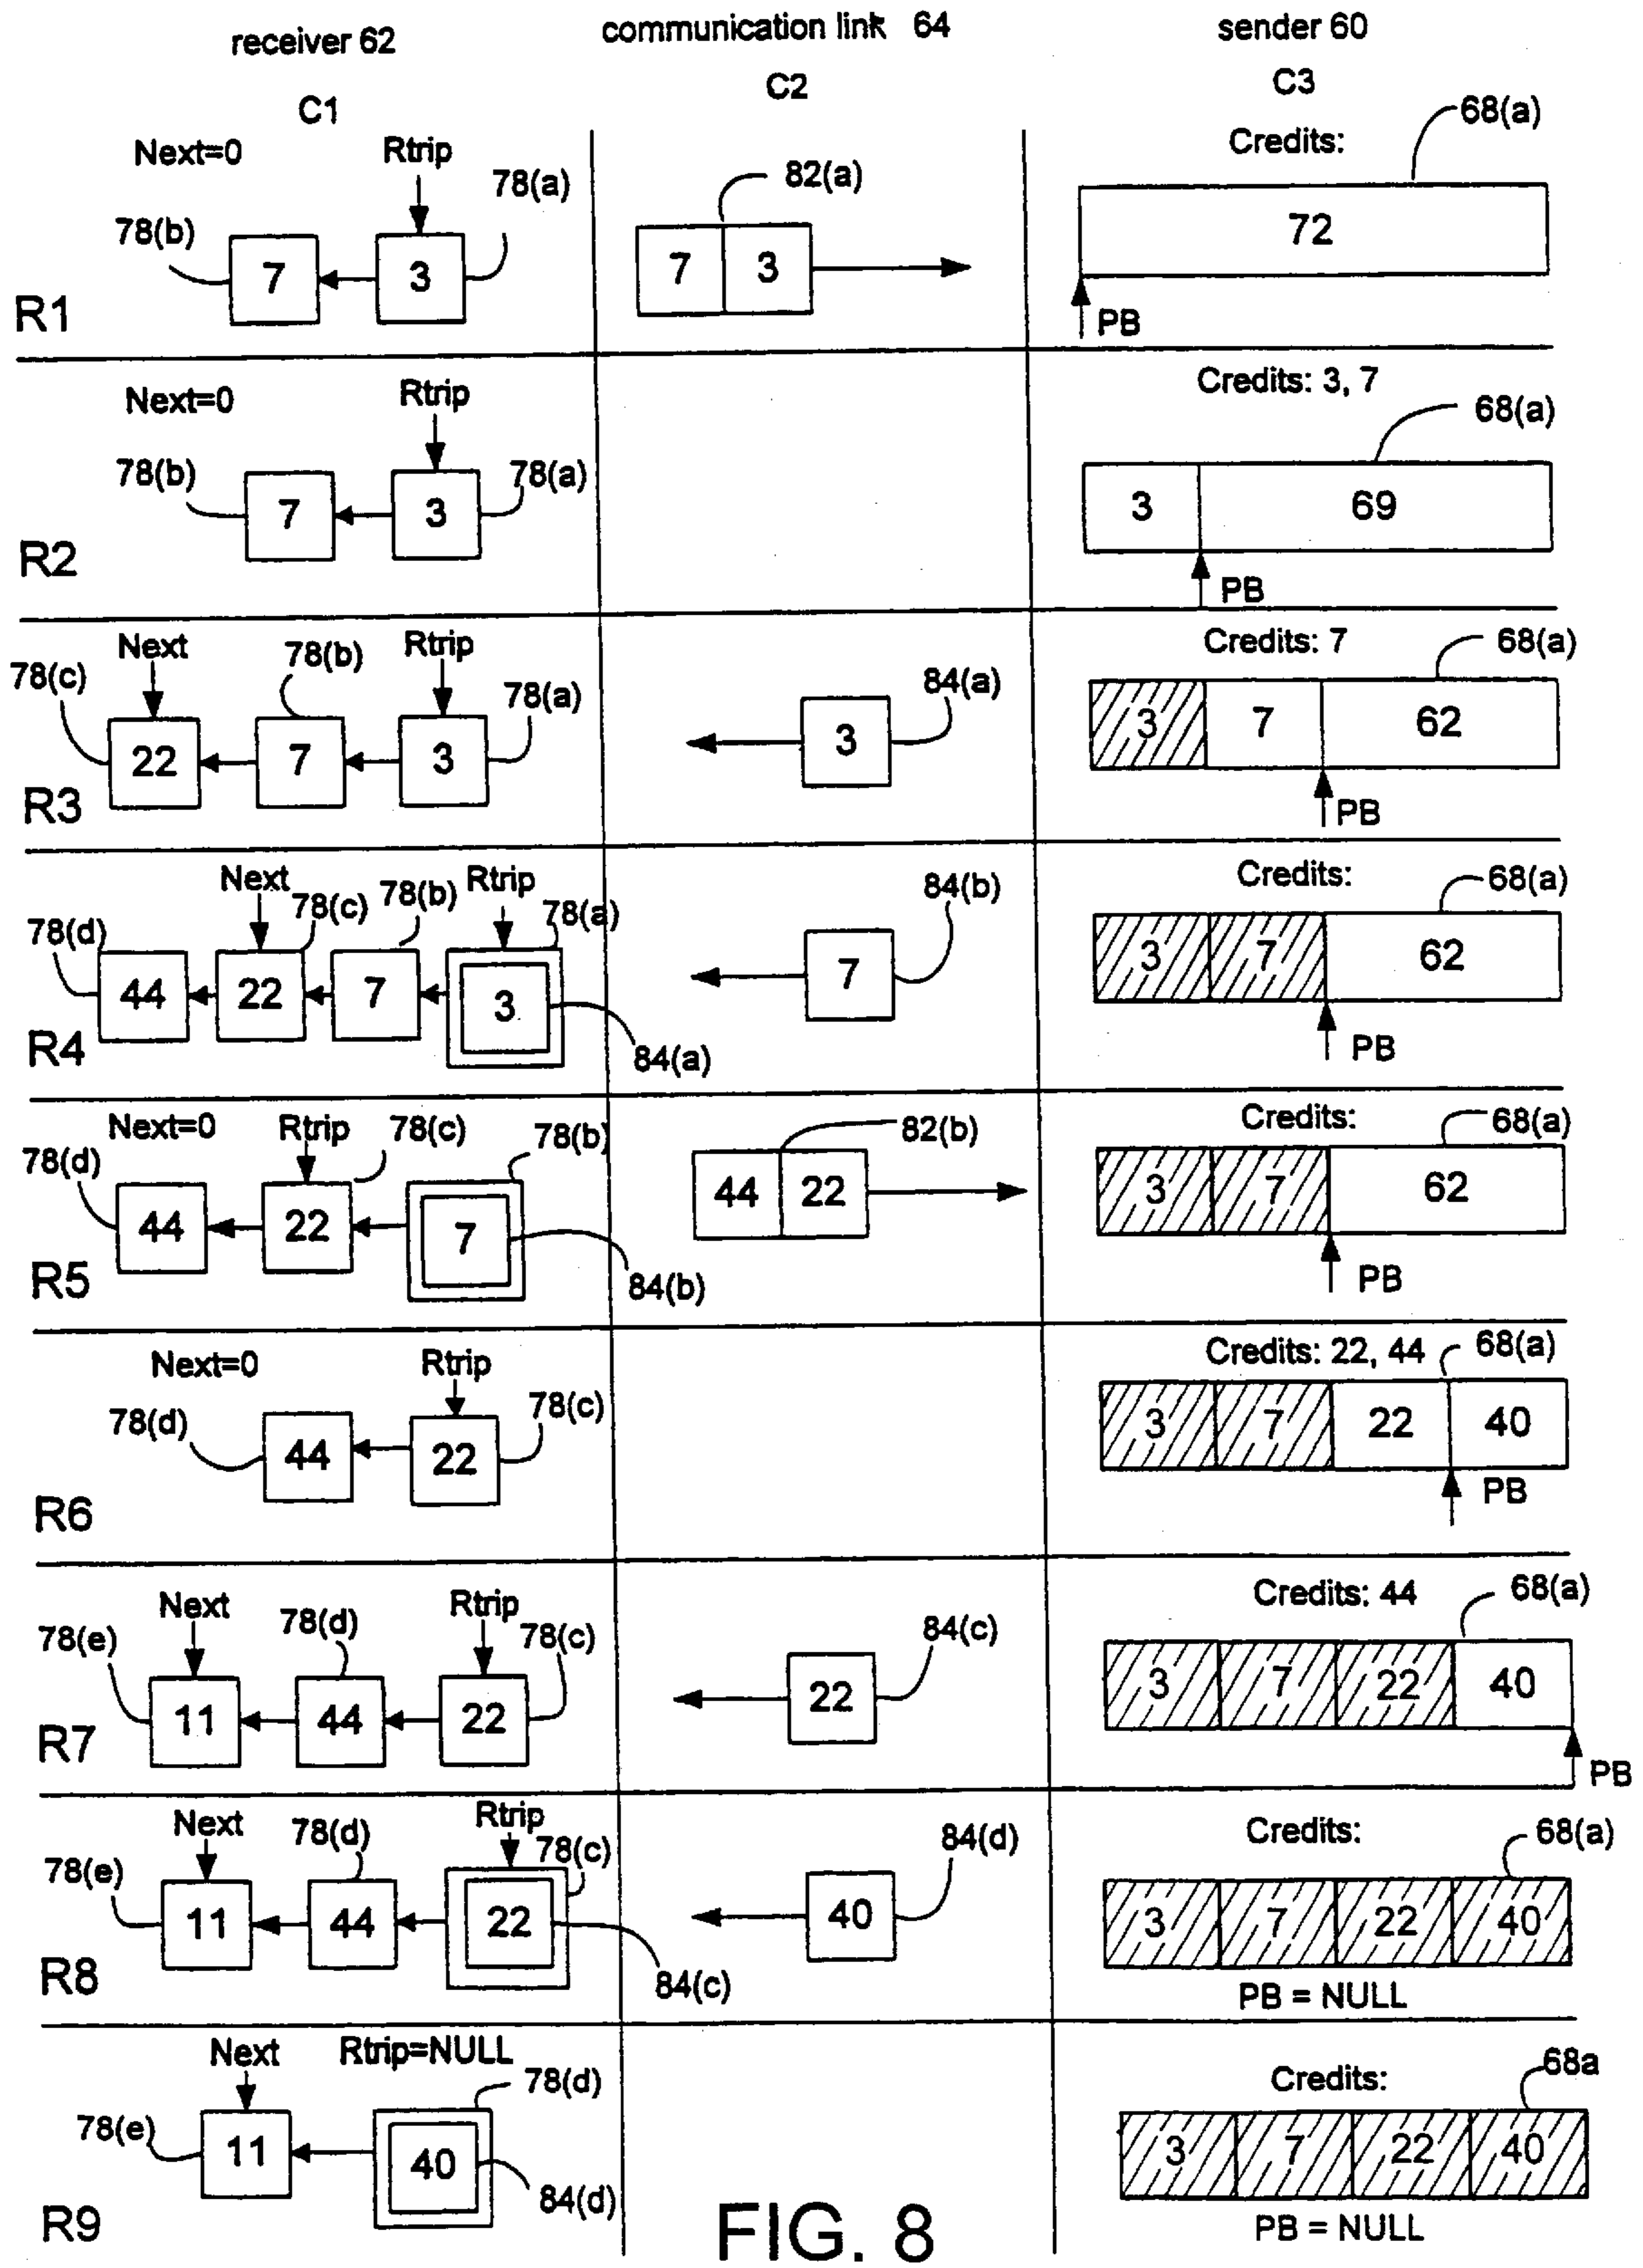 receiver 62
communication link 64
sender 60
C1
C2
C3
R1
Next=0
Rtrip
78(b)
78(a)
7
3
82(a)
7
3
Credits:
68(a)
72
PB
R2
Next=0
Rtrip
78(b)
78(a)
7
3
Credits: 3, 7
68(a)
3
69
PB
R3
Next
78(b)
Rtrip
78(c)
78(a)
22
7
3
84(a)
3
Credits: 7
68(a)
3
7
62
PB
R4
Next
78(c)
78(b)
Rtrip
78(a)
78(d)
44
22
7
3
84(a)
84(b)
7
Credits:
68(a)
3
7
62
PB
R5
Next=0
Rtrip
78(c)
78(b)
78(d)
44
22
7
84(b)
82(b)
44
22
Credits:
68(a)
3
7
62
PB
R6
Next=0
Rtrip
78(d)
78(c)
44
22
Credits: 22, 44
68(a)
3
7
22
40
PB
R7
Next
78(d)
Rtrip
78(e)
78(c)
11
44
22
84(c)
22
Credits: 44
68(a)
3
7
22
40
PB
R8
Next
78(d)
Rtrip
78(c)
78(e)
11
44
22
84(c)
84(d)
40
Credits:
68(a)
3
7
22
40
PB = NULL
R9
Next
Rtrip=NULL
78(d)
78(e)
11
40
84(d)
Credits:
68a
3
7
22
40
PB = NULL
FIG. 8